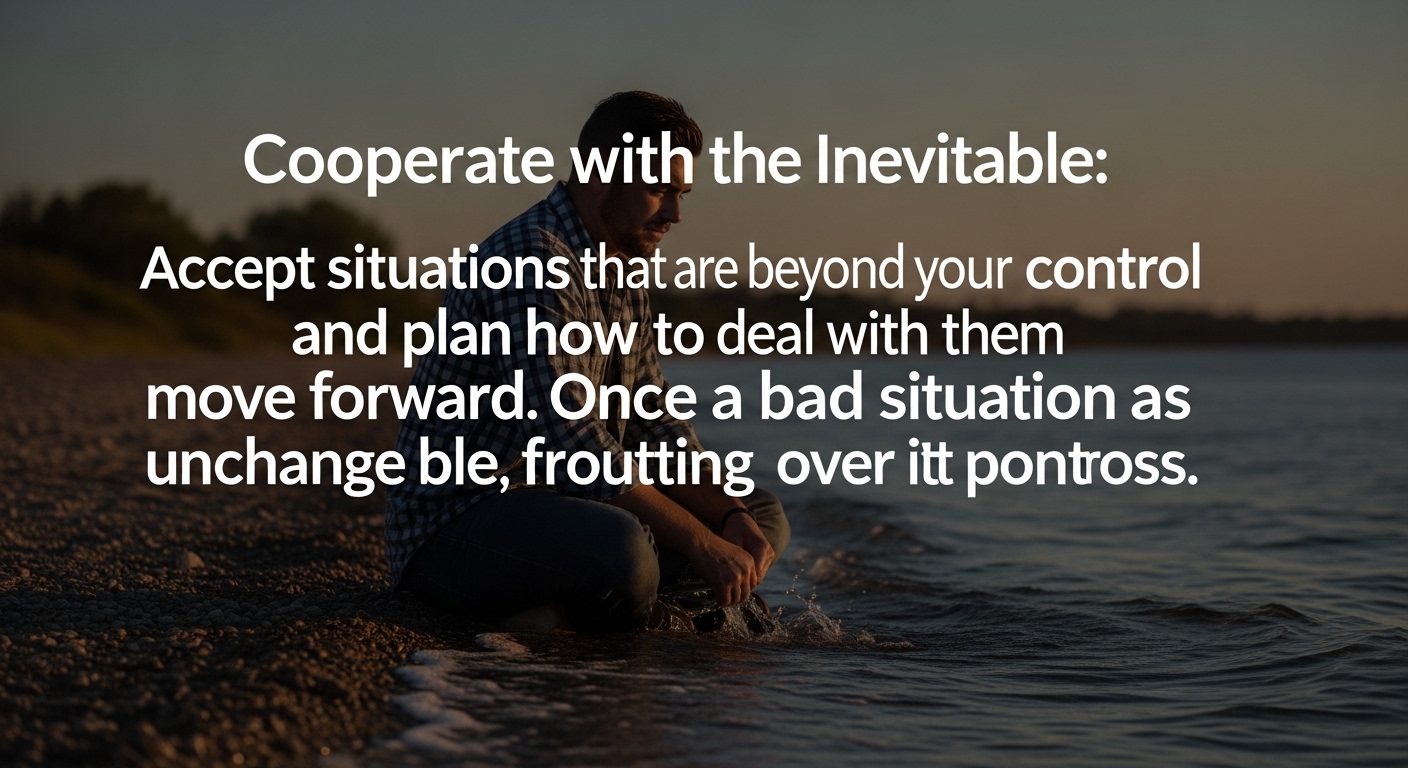 Cooperate with the Inevitable:
Accept situations that are beyond your control
and plan how to deal with them
move forward. Once a bad situation as
unchange ble, froutting over itt pontross.